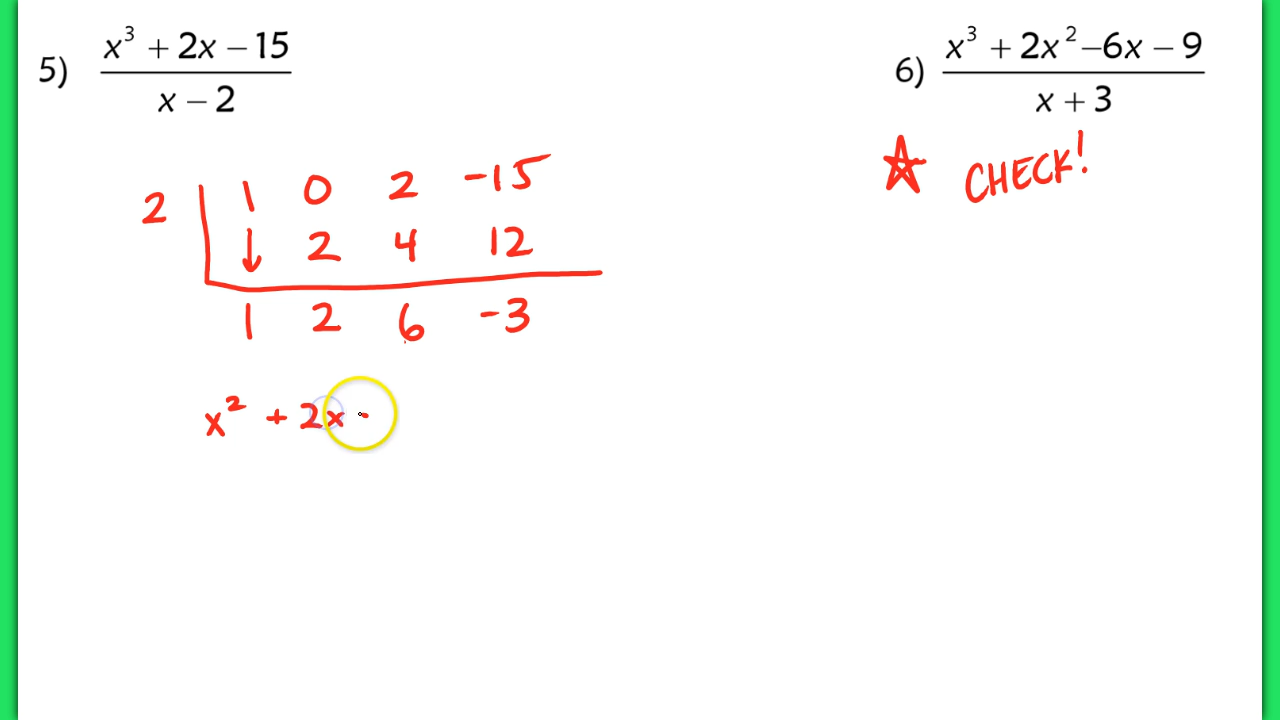 5) x³ + 2x – 15
x – 2
6) x³ + 2x² –6x – 9
x + 3
☆ CHECK!
2 | 1 0 2 -15
↓ 2 4 12
1 2 6 -3
x² + 2x -